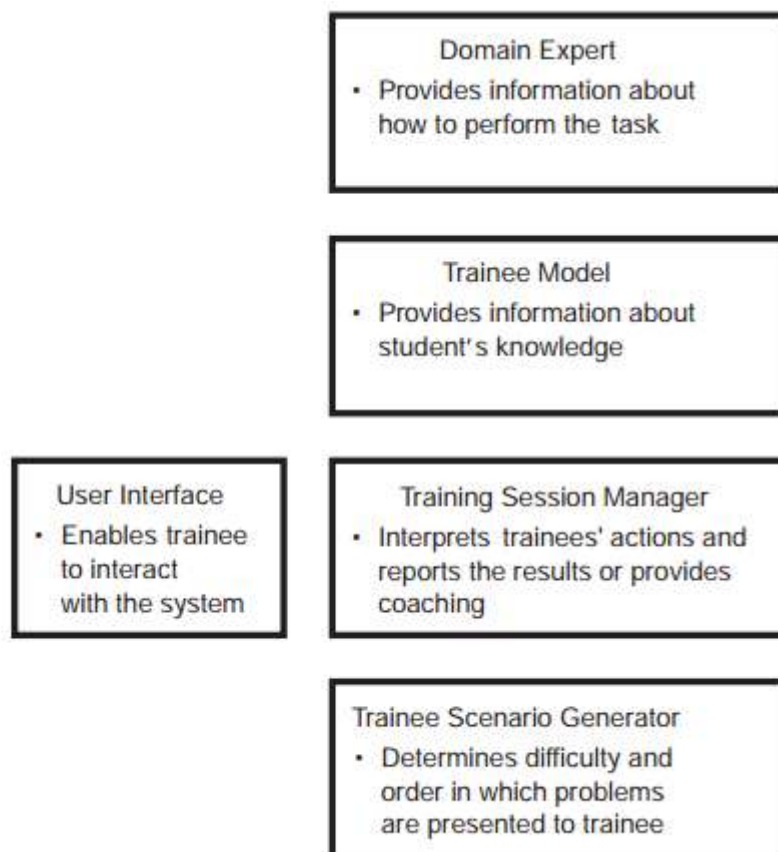 Domain Expert
• Provides information about
how to perform the task
Trainee Model
• Provides information about
student's knowledge
User Interface
• Enables trainee
to interact
with the system
Training Session Manager
• Interprets trainees' actions and
reports the results or provides
coaching
Trainee Scenario Generator
• Determines difficulty and
order in which problems
are presented to trainee